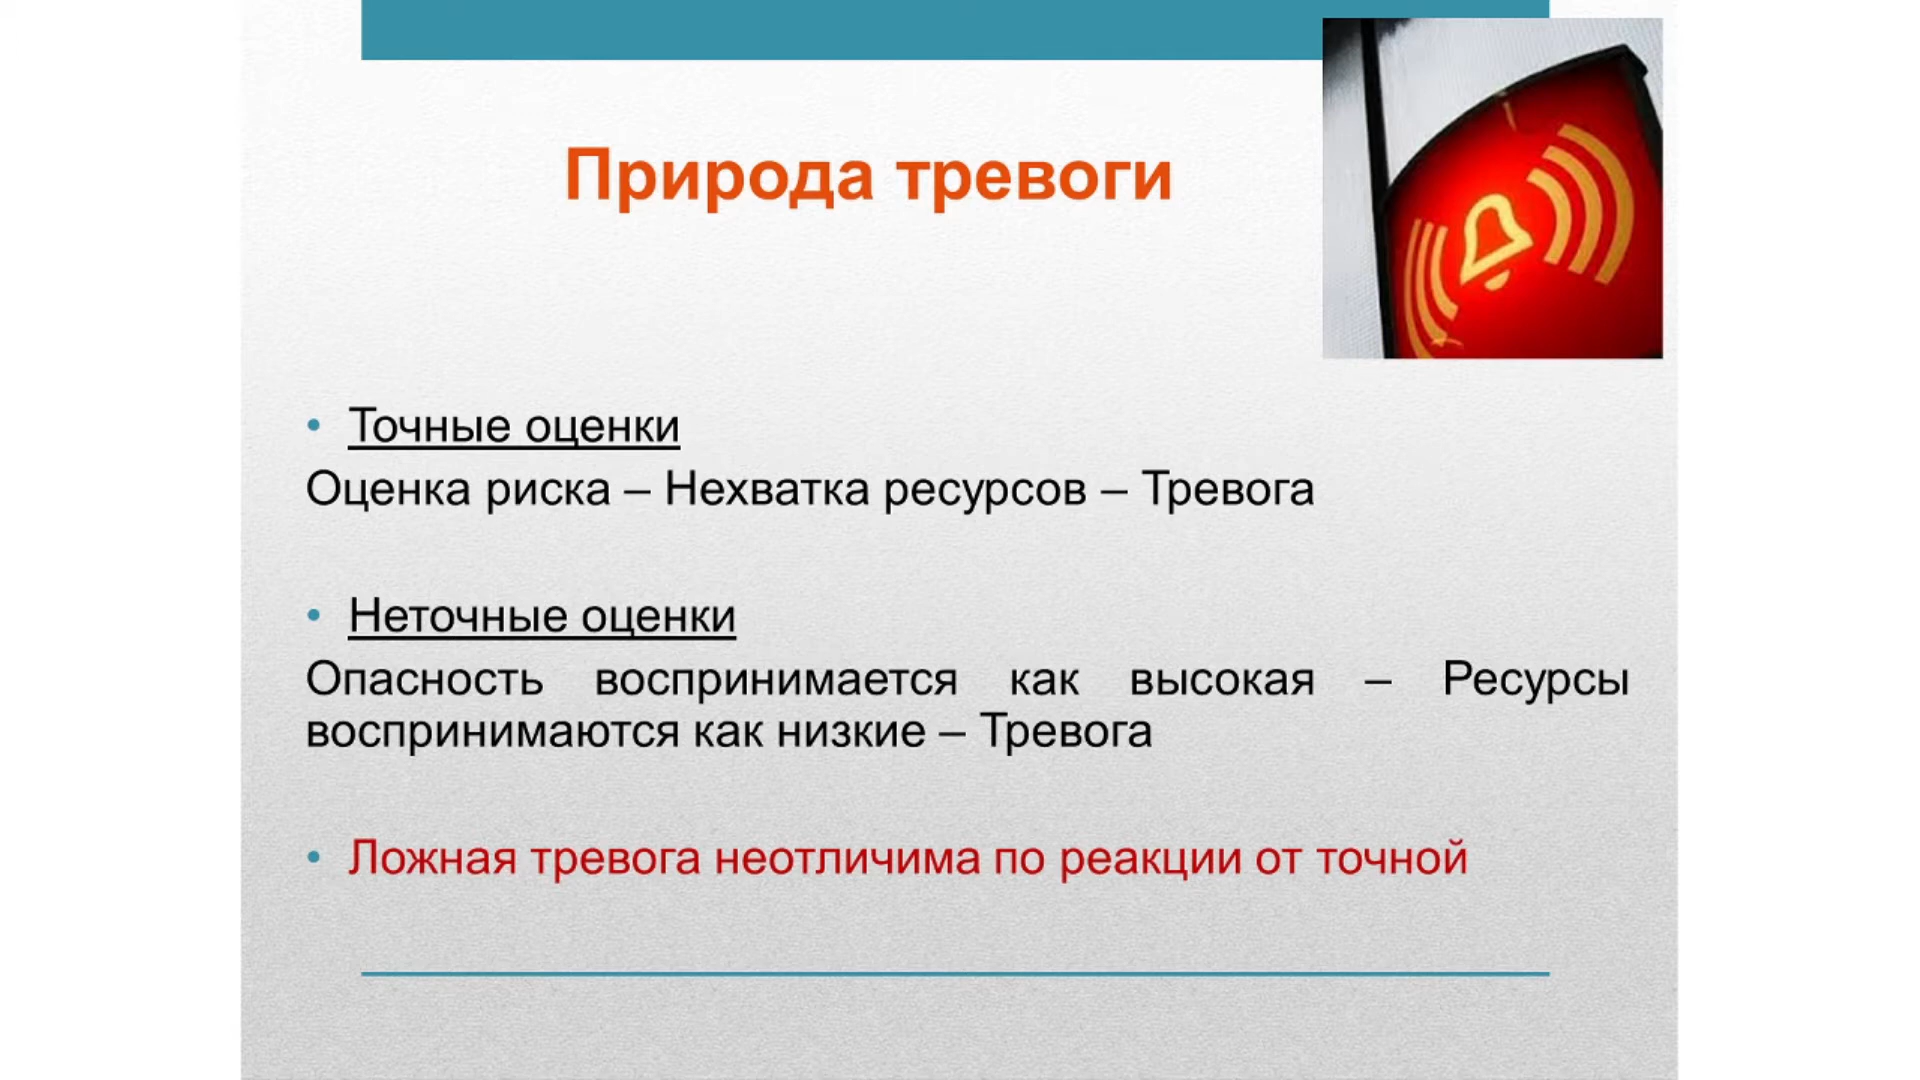 Природа тревоги
• Точные оценки
Оценка риска – Нехватка ресурсов – Тревога
• Неточные оценки
Опасность воспринимается как высокая – Ресурсы
воспринимаются как низкие – Тревога
• Ложная тревога неотличима по реакции от точной